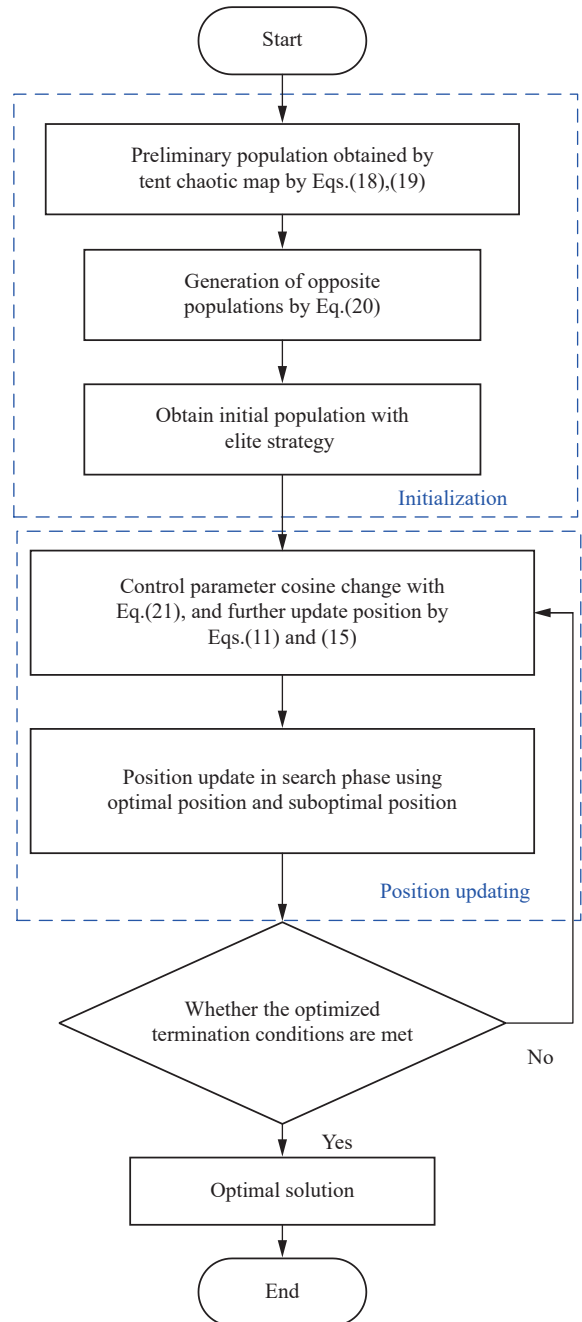 Start
Preliminary population obtained by
tent chaotic map by Eqs.(18),(19)
Generation of opposite
populations by Eq.(20)
Obtain initial population with
elite strategy
Initialization
Control parameter cosine change with
Eq.(21), and further update position by
Eqs.(11) and (15)
Position update in search phase using
optimal position and suboptimal position
Position updating
Whether the optimized
termination conditions are met
No
Yes
Optimal solution
End